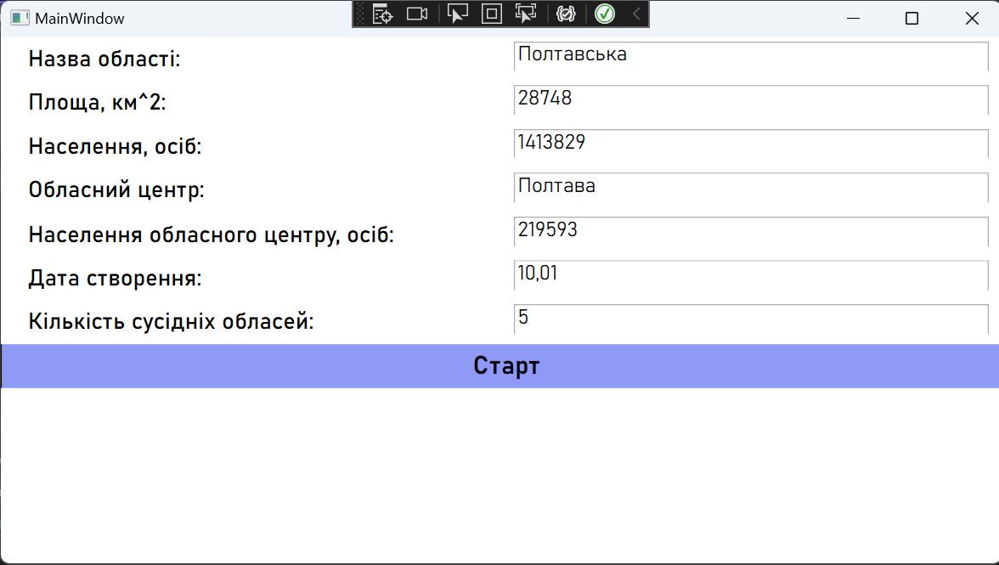 MainWindow
Назва області: Полтавська
Площа, км^2: 28748
Населення, осіб: 1413829
Обласний центр: Полтава
Населення обласного центру, осіб: 219593
Дата створення: 10,01
Кількість сусідніх обласей: 5
Старт